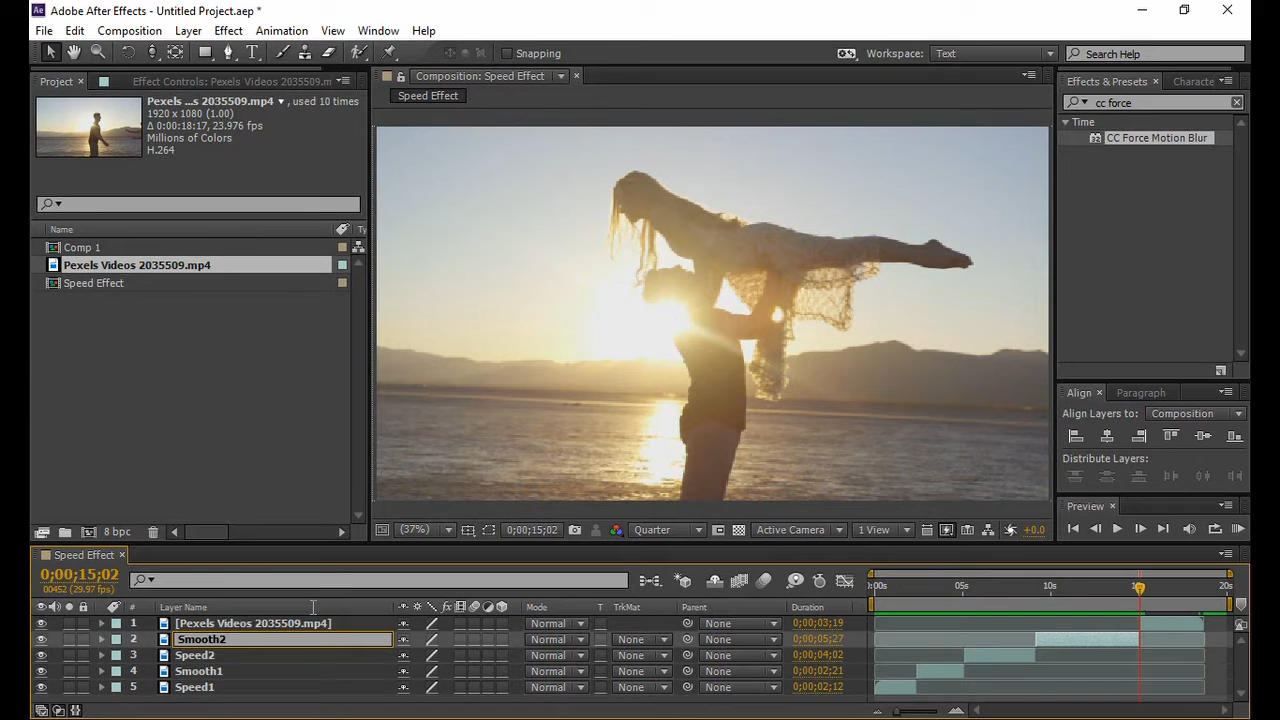 Adobe After Effects - Untitled Project.aep *
File Edit Composition Layer Effect Animation View Window Help
Snapping
Workspace: Text
Search Help
Project
Effect Controls: Pexels Videos 2035509.m
Composition: Speed Effect
Effects & Presets
Characte
Speed Effect
Pexels ...s 2035509.mp4 , used 10 times
1920 x 1080 (1.00)
Δ 0:00:18:17, 23.976 fps
Millions of Colors
H.264
cc force
Time
CC Force Motion Blur
Name
Ty
Comp 1
Pexels Videos 2035509.mp4
Speed Effect
Align
Paragraph
Align Layers to: Composition
Distribute Layers:
Preview
8 bpc
(37%)
0;00;15;02
Quarter
Active Camera
1 View
+0.0
Speed Effect
0;00;15;02
00452 (29.97 fps)
:00s 05s 10s 20s
# Layer Name
fx
Mode T TrkMat Parent Duration
1 [Pexels Videos 2035509.mp4] Normal None 0;00;03;19
2 Smooth2 Normal None None 0;00;05;27
3 Speed2 Normal None None 0;00;04;02
4 Smooth1 Normal None None 0;00;02;21
5 Speed1 Normal None None 0;00;02;12